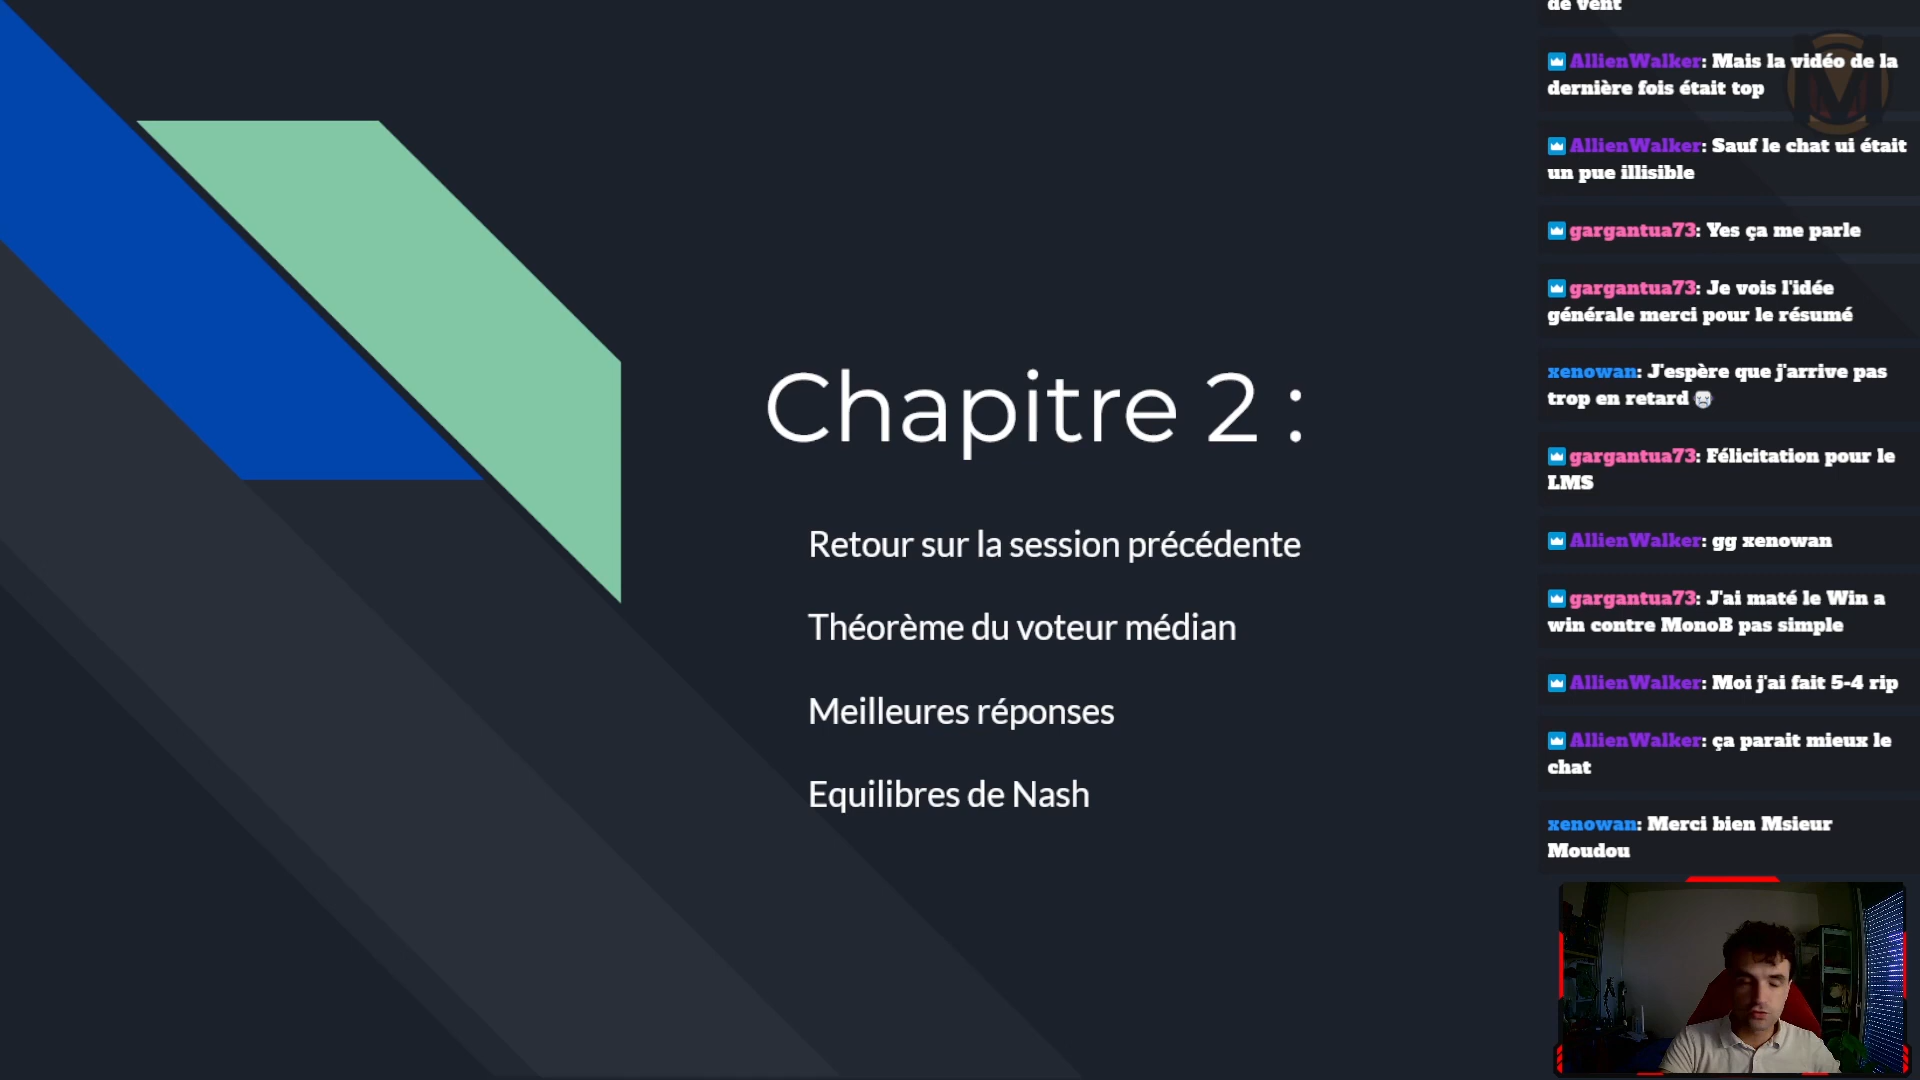 Chapitre 2 :
Retour sur la session précédente
Théorème du voteur médian
Meilleures réponses
Equilibres de Nash
de vent
AllienWalker: Mais la vidéo de la
dernière fois était top
AllienWalker: Sauf le chat ui était
un pue illisible
gargantua73: Yes ça me parle
gargantua73: Je vois l'idée
générale merci pour le résumé
xenowan: J'espère que j'arrive pas
trop en retard
gargantua73: Félicitation pour le
LMS
AllienWalker: gg xenowan
gargantua73: J'ai maté le Win a
win contre MonoB pas simple
AllienWalker: Moi j'ai fait 5-4 rip
AllienWalker: ça parait mieux le
chat
xenowan: Merci bien Msieur
Moudou